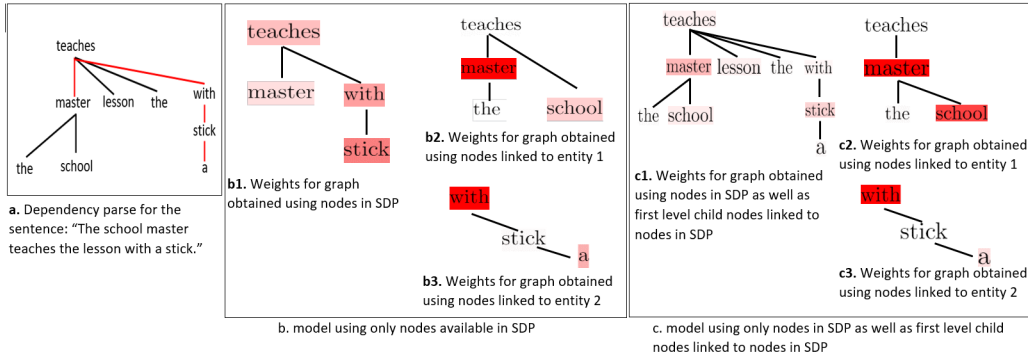 teaches
master
lesson
the
with
the
school
stick
a
a. Dependency parse for the
sentence: “The school master
teaches the lesson with a stick.”
teaches
master
with
stick
b1. Weights for graph
obtained using nodes in SDP
teaches
master
the
school
b2. Weights for graph obtained
using nodes linked to entity 1
with
stick
a
b3. Weights for graph obtained
using nodes linked to entity 2
b. model using only nodes available in SDP
teaches
master
lesson
the
with
the
school
stick
a
c1. Weights for graph obtained
using nodes in SDP as well as
first level child nodes linked to
nodes in SDP
teaches
master
the
school
c2. Weights for graph obtained
using nodes linked to entity 1
with
stick
a
c3. Weights for graph obtained
using nodes linked to entity 2
c. model using only nodes in SDP as well as first level child
nodes linked to nodes in SDP